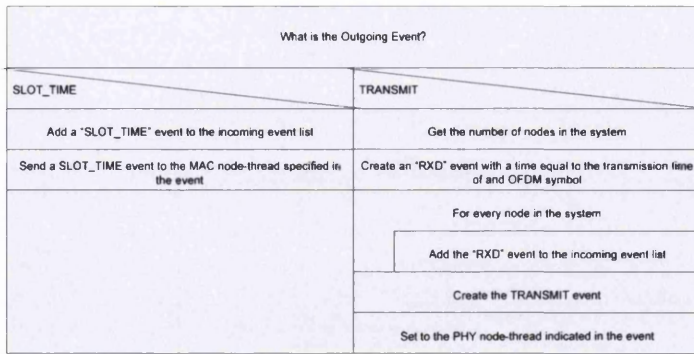 What is the Outgoing Event?
SLOT_TIME
TRANSMIT
Add a "SLOT_TIME" event to the incoming event list
Get the number of nodes in the system
Send a SLOT_TIME event to the MAC node-thread specified in
the event
Create an "RXD" event with a time equal to the transmission time
of and OFDM symbol
For every node in the system
Add the "RXD" event to the incoming event list
Create the TRANSMIT event
Set to the PHY node-thread indicated in the event